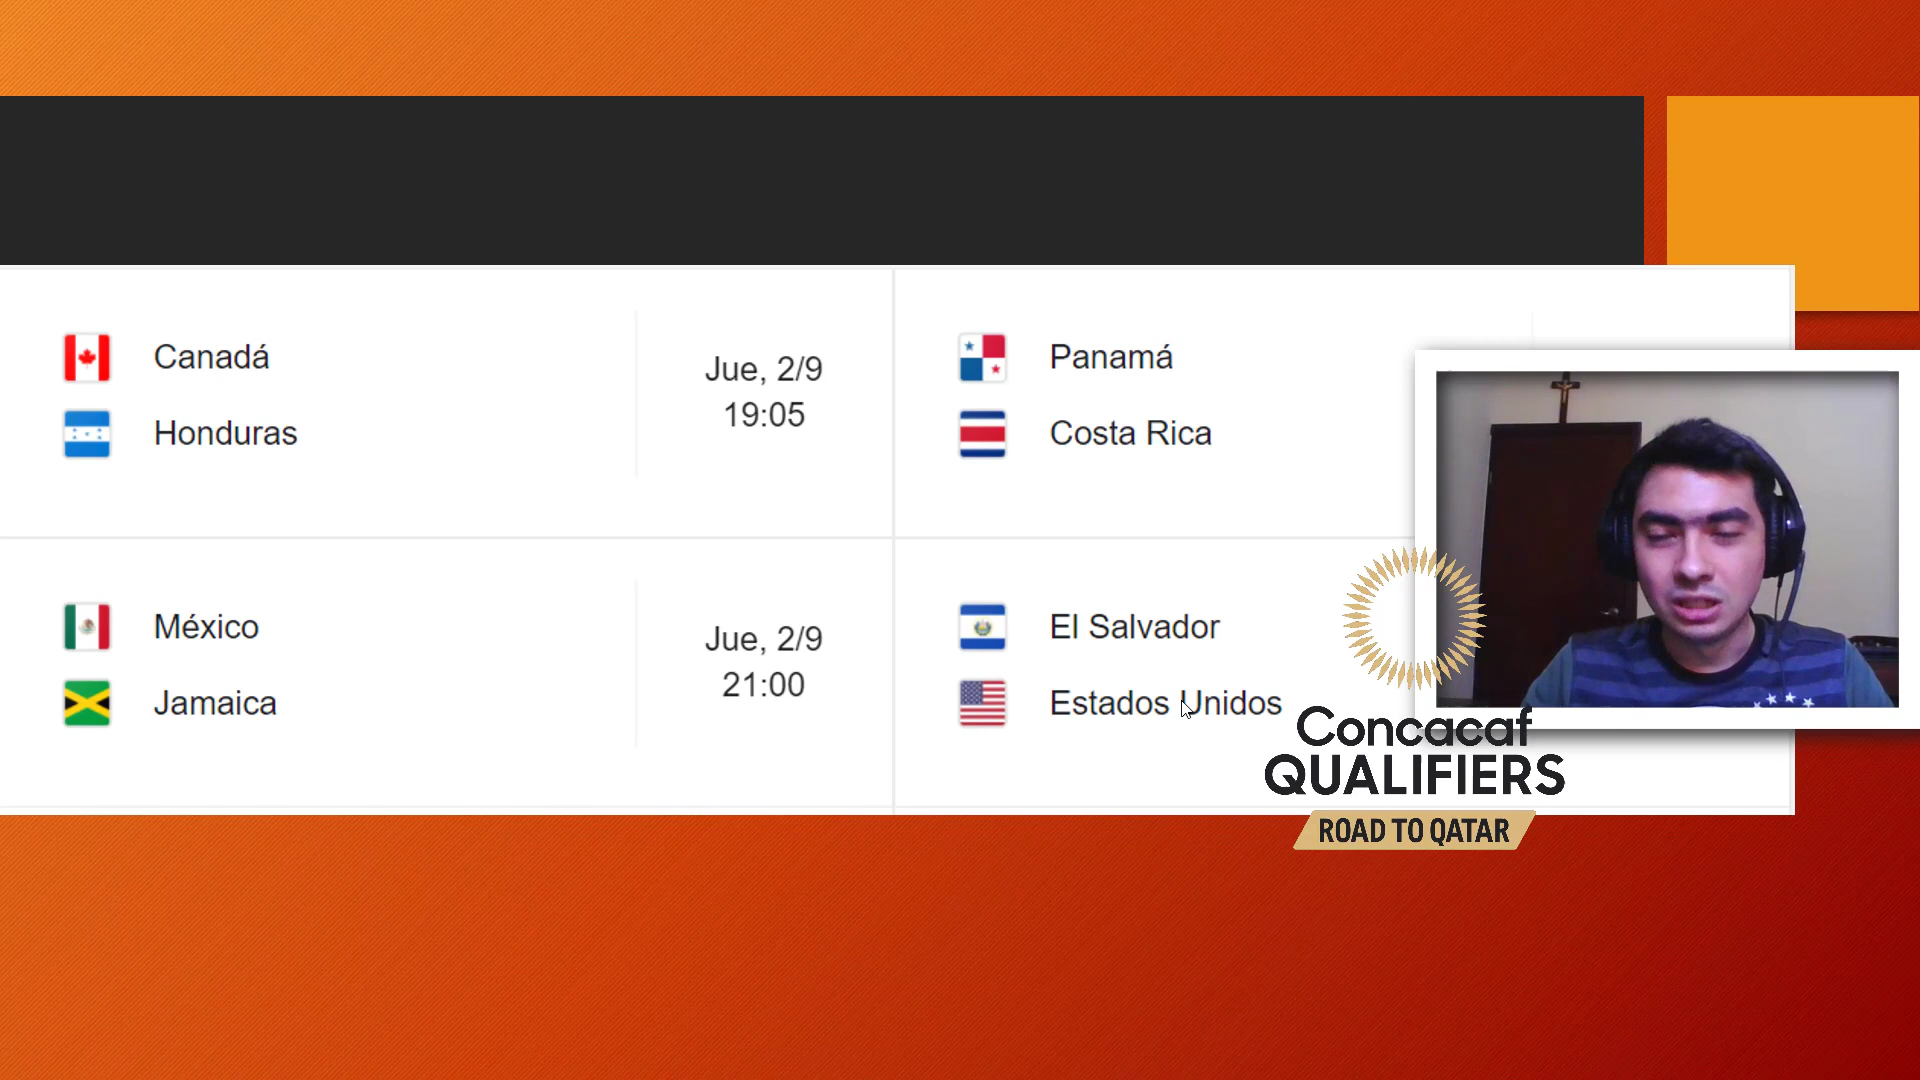 Canadá
Honduras
Jue, 2/9
19:05
Panamá
Costa Rica
México
Jamaica
Jue, 2/9
21:00
El Salvador
Estados Unidos
Concacaf
QUALIFIERS
ROAD TO QATAR